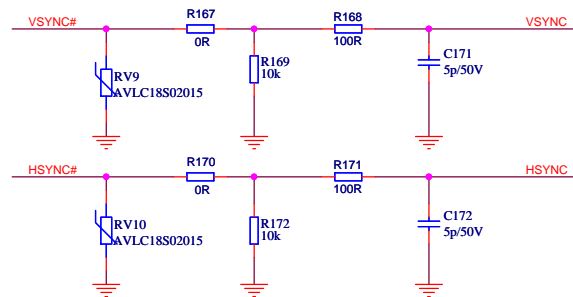 R167
R168
VSYNC#
VSYNC
0R
100R
RV9
AVLC18S02015
R169
10k
C171
5p/50V
R170
R171
HSYNC#
HSYNC
0R
100R
RV10
AVLC18S02015
R172
10k
C172
5p/50V